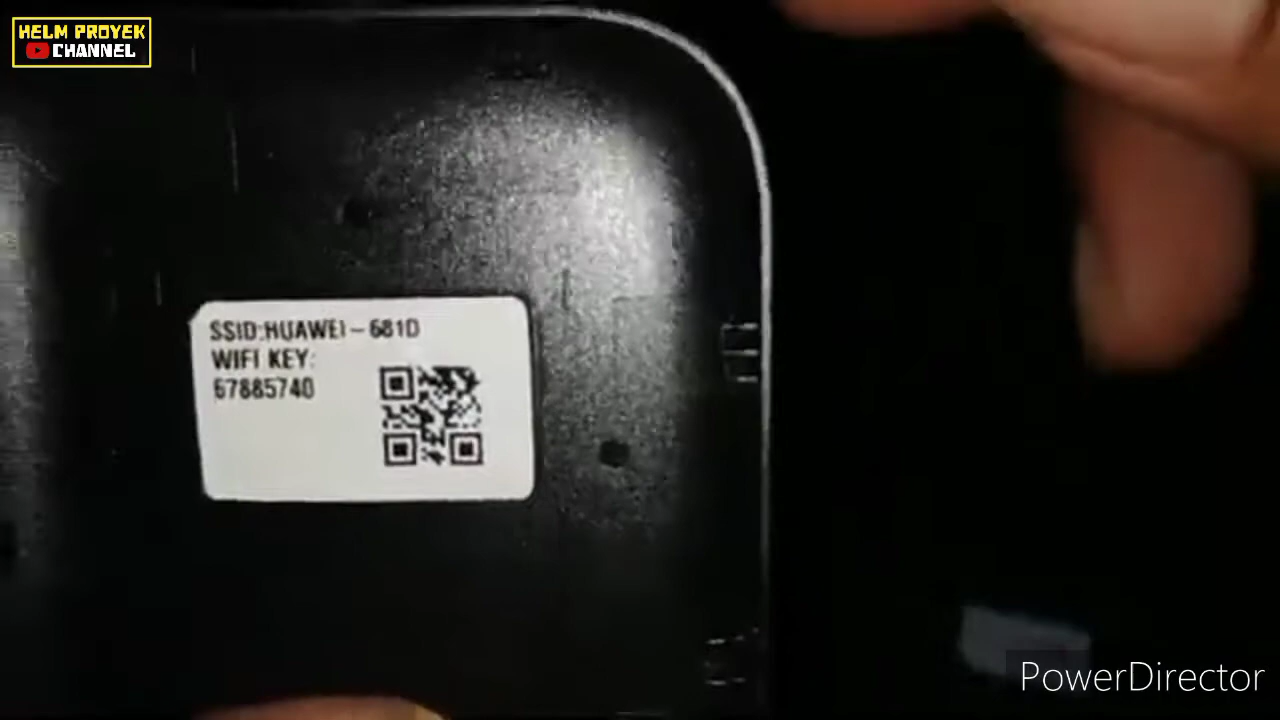 HELM PROYEK
CHANNEL
SSID:HUAWEI-681D
WIFI KEY:
67885740
PowerDirector